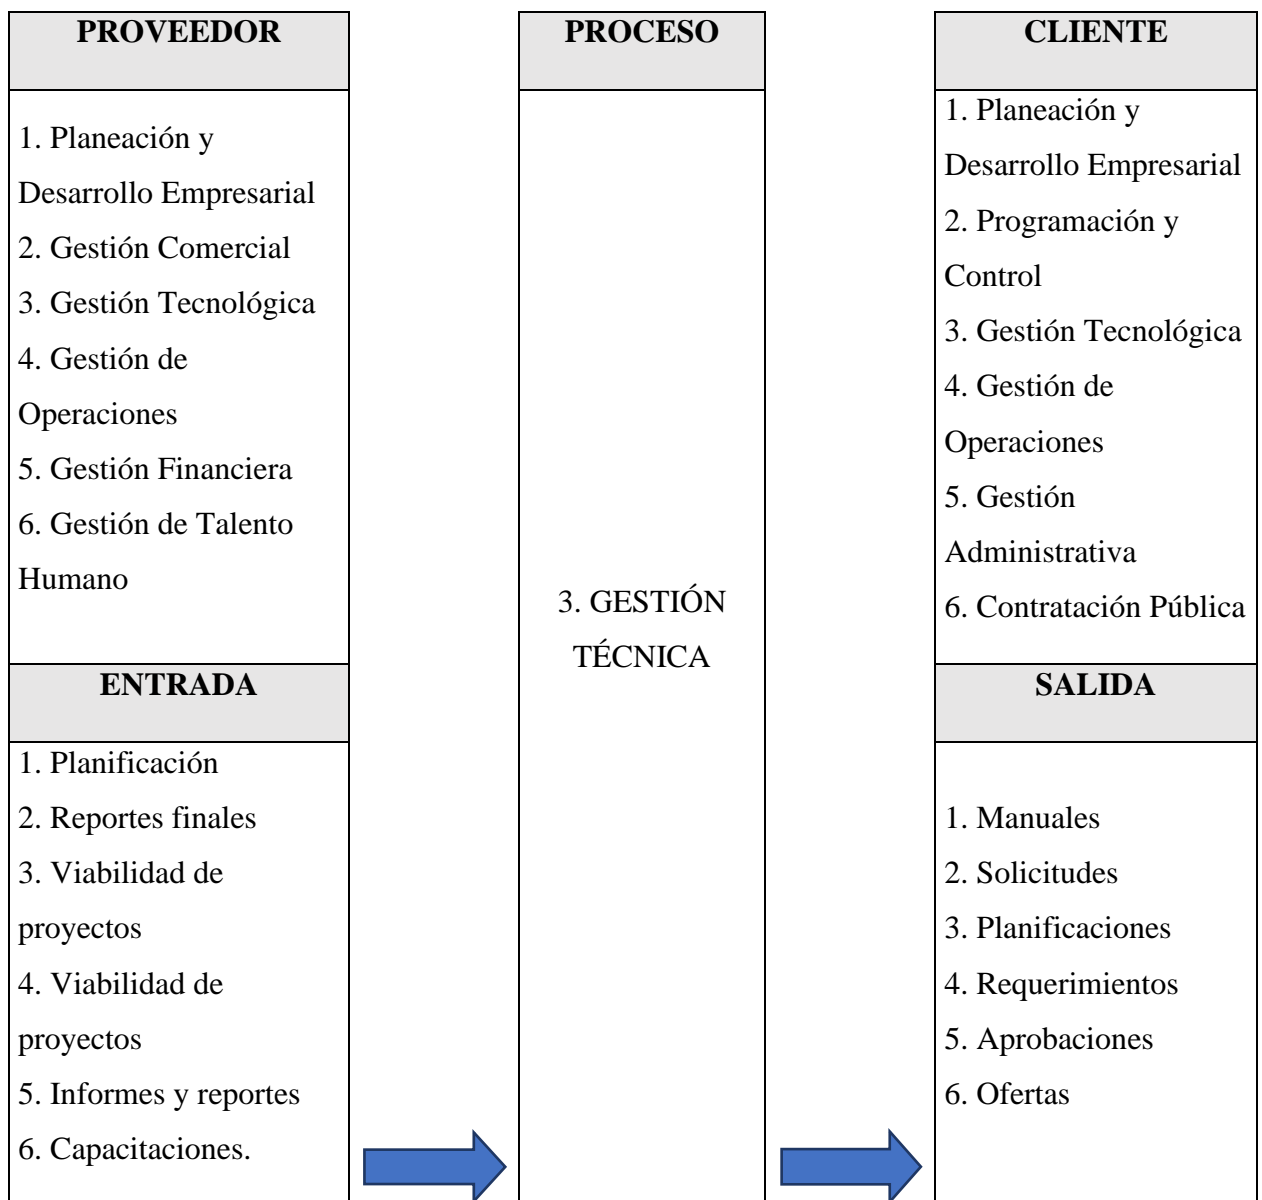 PROVEEDOR
1. Planeación y
Desarrollo Empresarial
2. Gestión Comercial
3. Gestión Tecnológica
4. Gestión de
Operaciones
5. Gestión Financiera
6. Gestión de Talento
Humano
ENTRADA
1. Planificación
2. Reportes finales
3. Viabilidad de
proyectos
4. Viabilidad de
proyectos
5. Informes y reportes
6. Capacitaciones.
PROCESO
3. GESTIÓN
TÉCNICA
CLIENTE
1. Planeación y
Desarrollo Empresarial
2. Programación y
Control
3. Gestión Tecnológica
4. Gestión de
Operaciones
5. Gestión
Administrativa
6. Contratación Pública
SALIDA
1. Manuales
2. Solicitudes
3. Planificaciones
4. Requerimientos
5. Aprobaciones
6. Ofertas